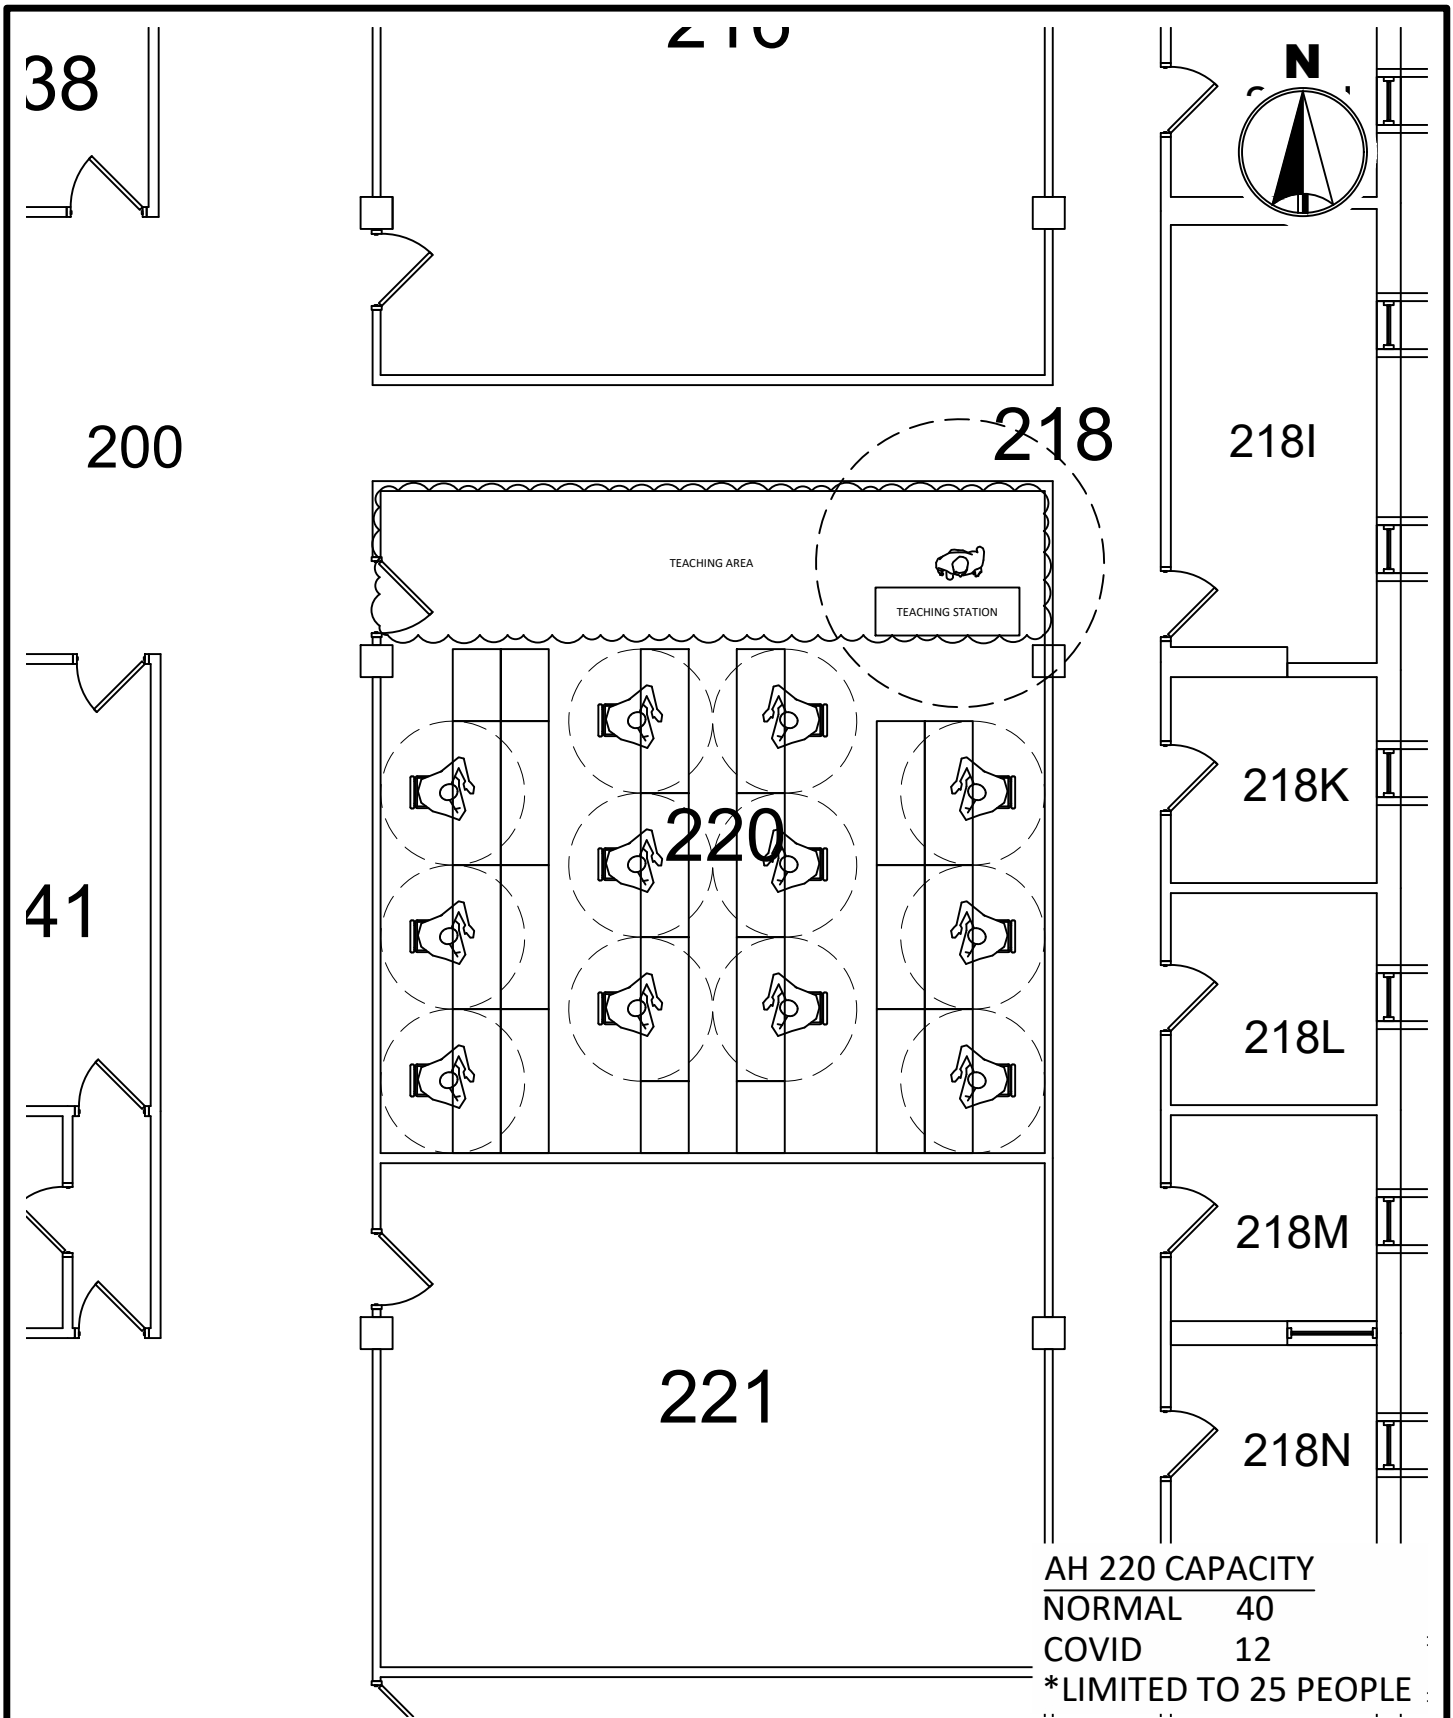 N
38
200
218
218I
TEACHING AREA
TEACHING STATION
218K
220
41
218L
218M
221
218N
AH 220 CAPACITY
NORMAL 40
COVID 12
*LIMITED TO 25 PEOPLE